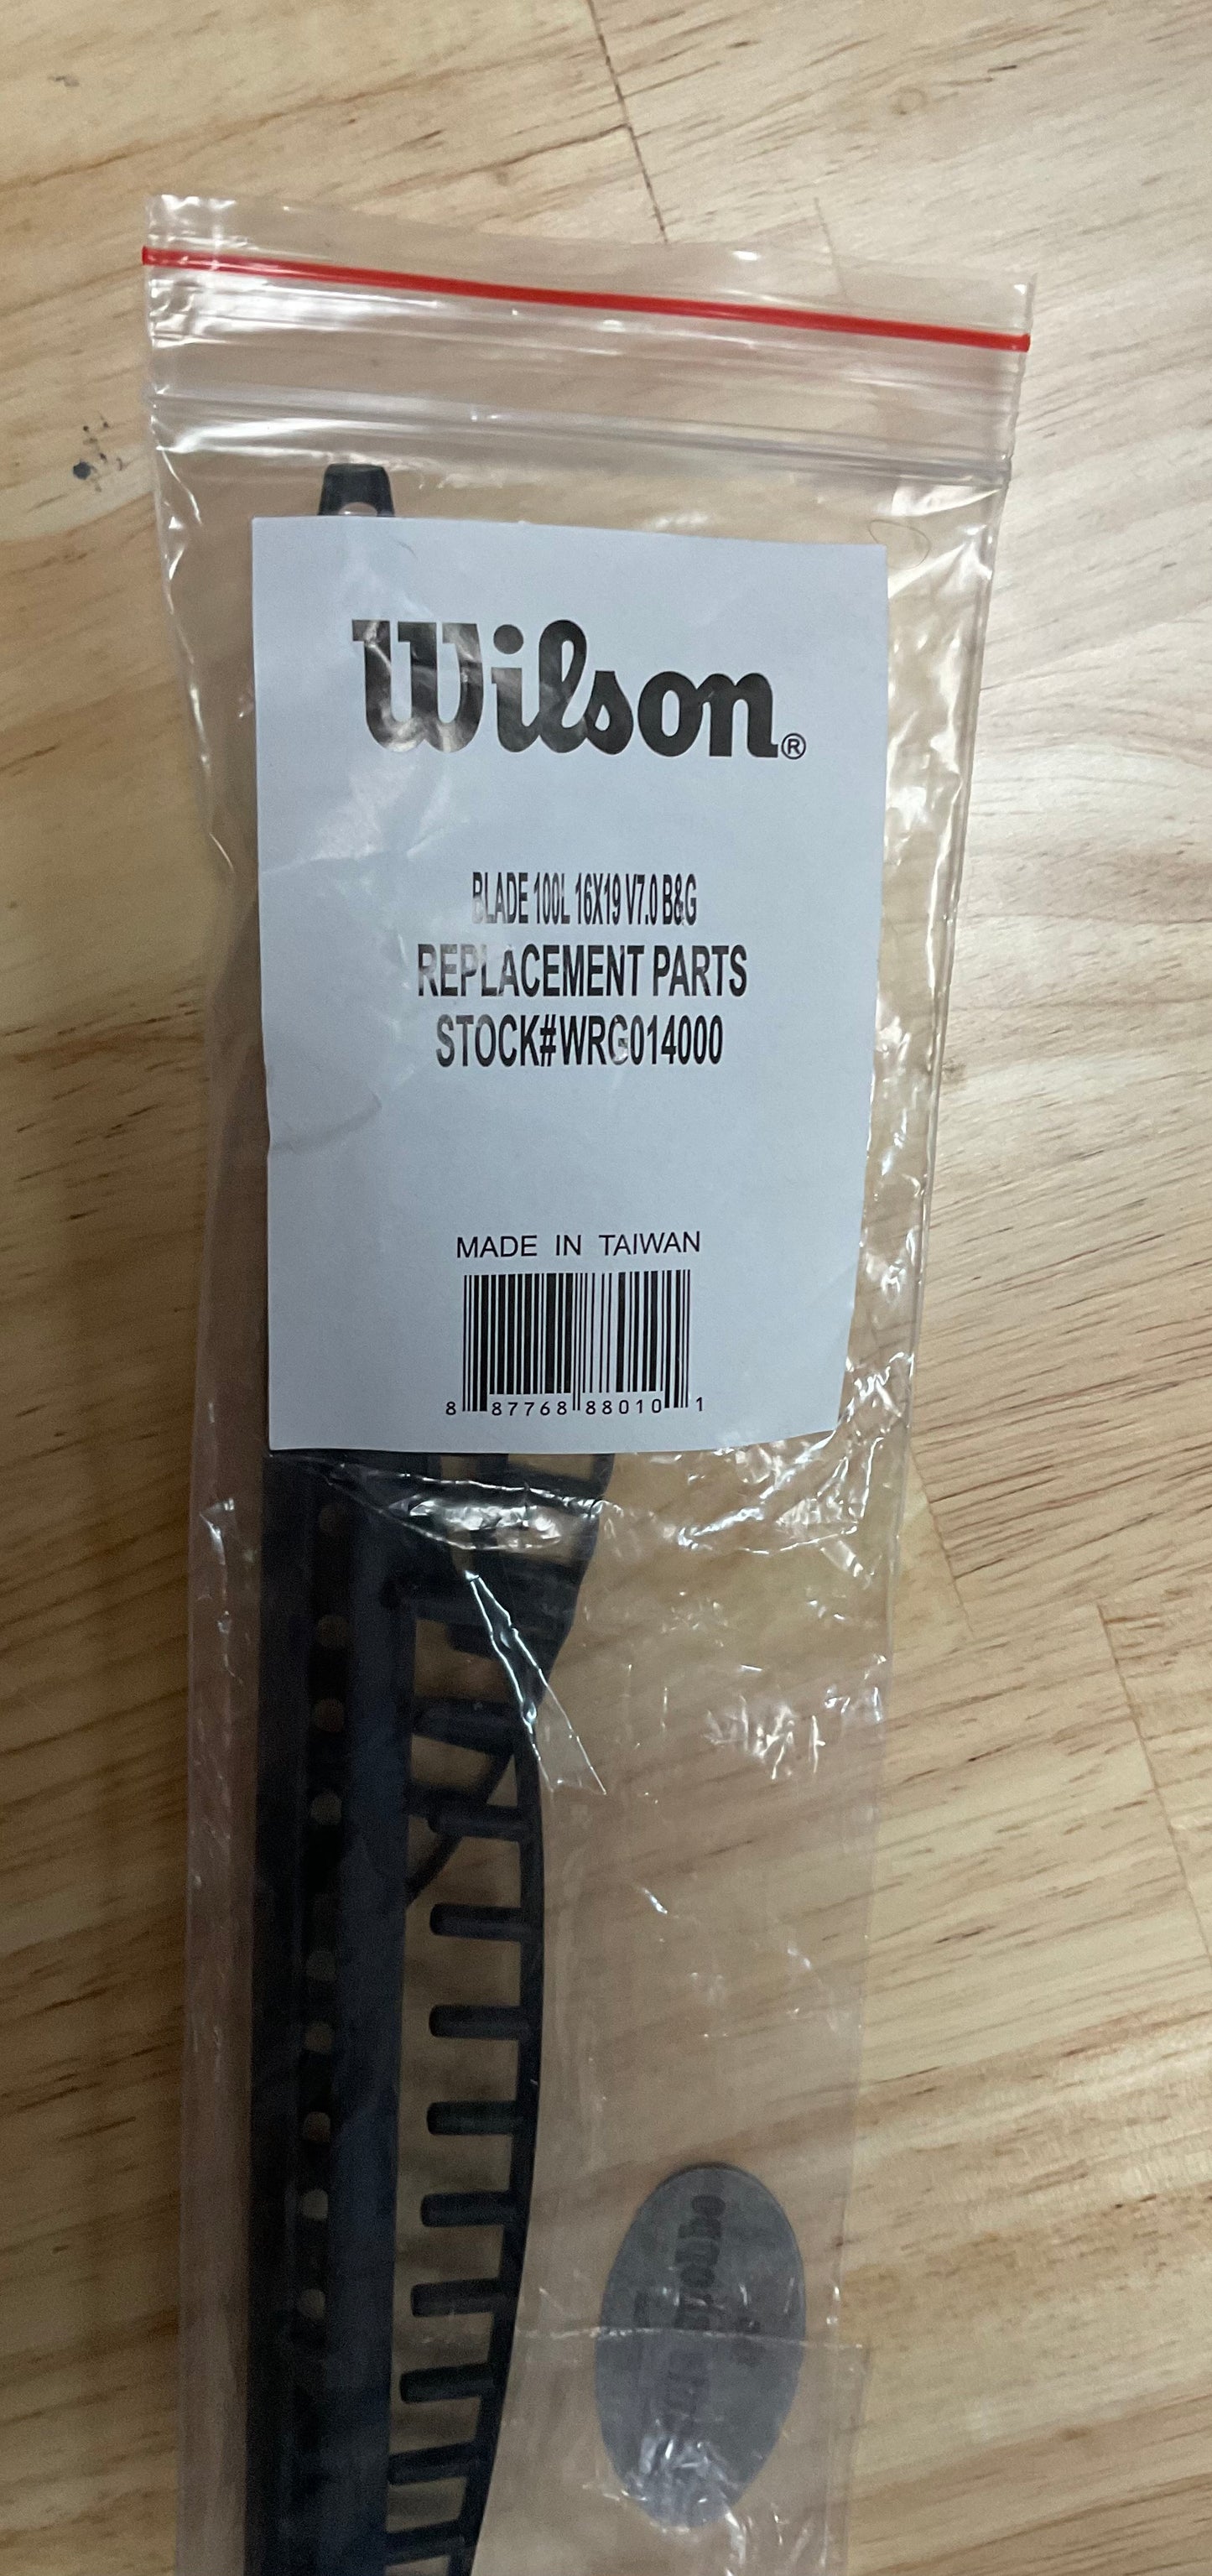 Wilson®
BLADE 100L 16X19 V7.0 B&G
REPLACEMENT PARTS
STOCK#WRG014000
MADE IN TAIWAN
8 87768 88010 1